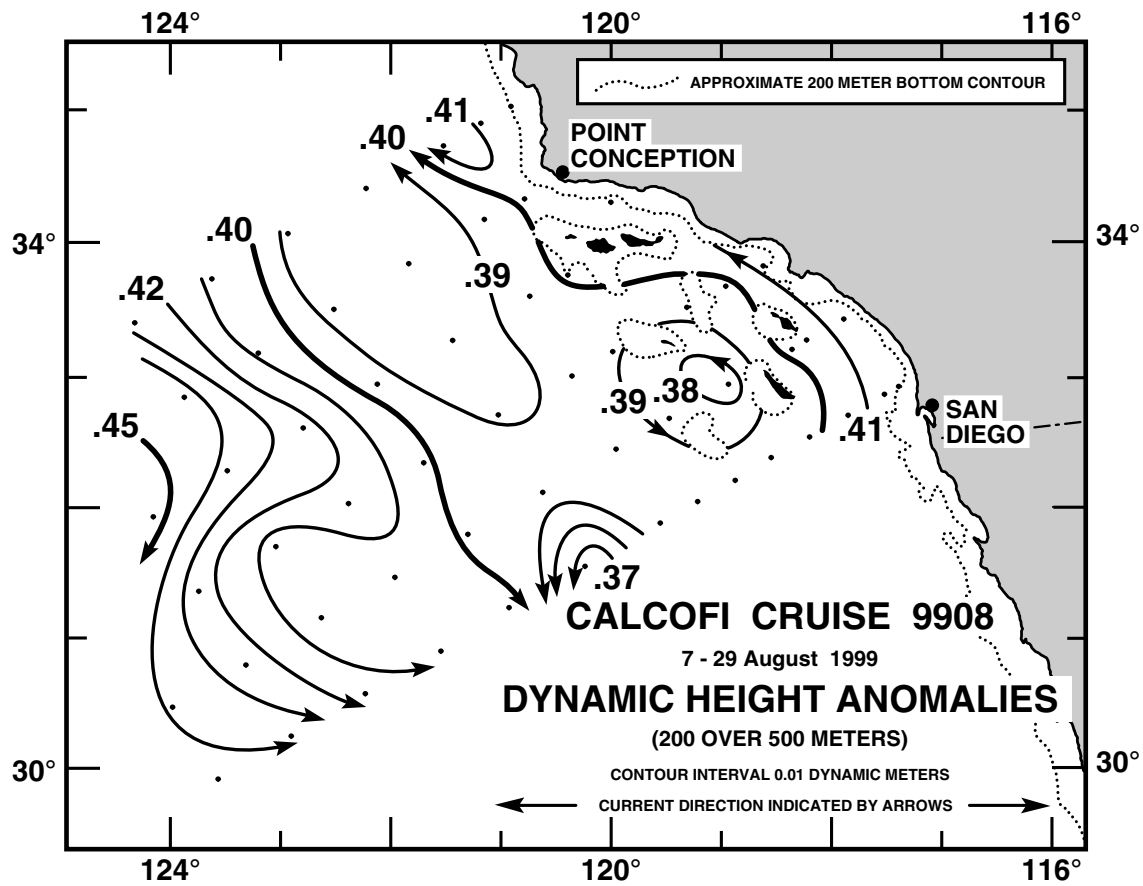 124° 120° 116°
APPROXIMATE 200 METER BOTTOM CONTOUR
.41
.40
POINT
CONCEPTION
34° 34°
.40
.39
.42
.39 .38
.45
.41
SAN
DIEGO
.37
CALCOFI CRUISE 9908
7 - 29 August 1999
DYNAMIC HEIGHT ANOMALIES
(200 OVER 500 METERS)
30° 30°
CONTOUR INTERVAL 0.01 DYNAMIC METERS
CURRENT DIRECTION INDICATED BY ARROWS
124° 120° 116°